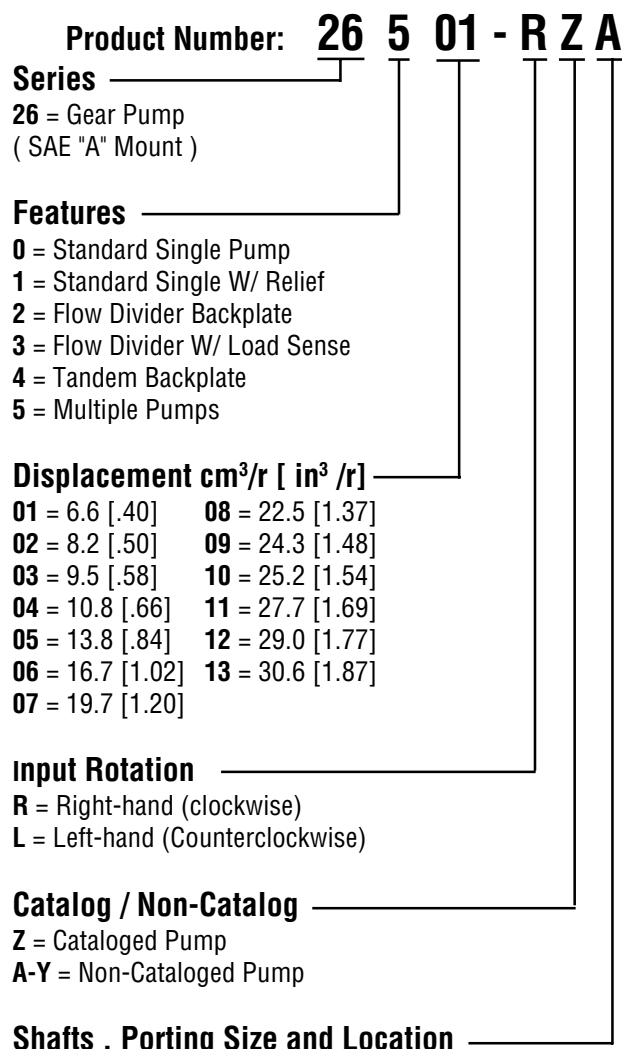 Product Number: 26 5 01 - R Z A
Series
26 = Gear Pump
( SAE "A" Mount )
Features
0 = Standard Single Pump
1 = Standard Single W/ Relief
2 = Flow Divider Backplate
3 = Flow Divider W/ Load Sense
4 = Tandem Backplate
5 = Multiple Pumps
Displacement cm³/r [ in³ /r]
01 = 6.6 [.40] 08 = 22.5 [1.37]
02 = 8.2 [.50] 09 = 24.3 [1.48]
03 = 9.5 [.58] 10 = 25.2 [1.54]
04 = 10.8 [.66] 11 = 27.7 [1.69]
05 = 13.8 [.84] 12 = 29.0 [1.77]
06 = 16.7 [1.02] 13 = 30.6 [1.87]
07 = 19.7 [1.20]
Input Rotation
R = Right-hand (clockwise)
L = Left-hand (Counterclockwise)
Catalog / Non-Catalog
Z = Cataloged Pump
A-Y = Non-Cataloged Pump
Shafts , Porting Size and Location